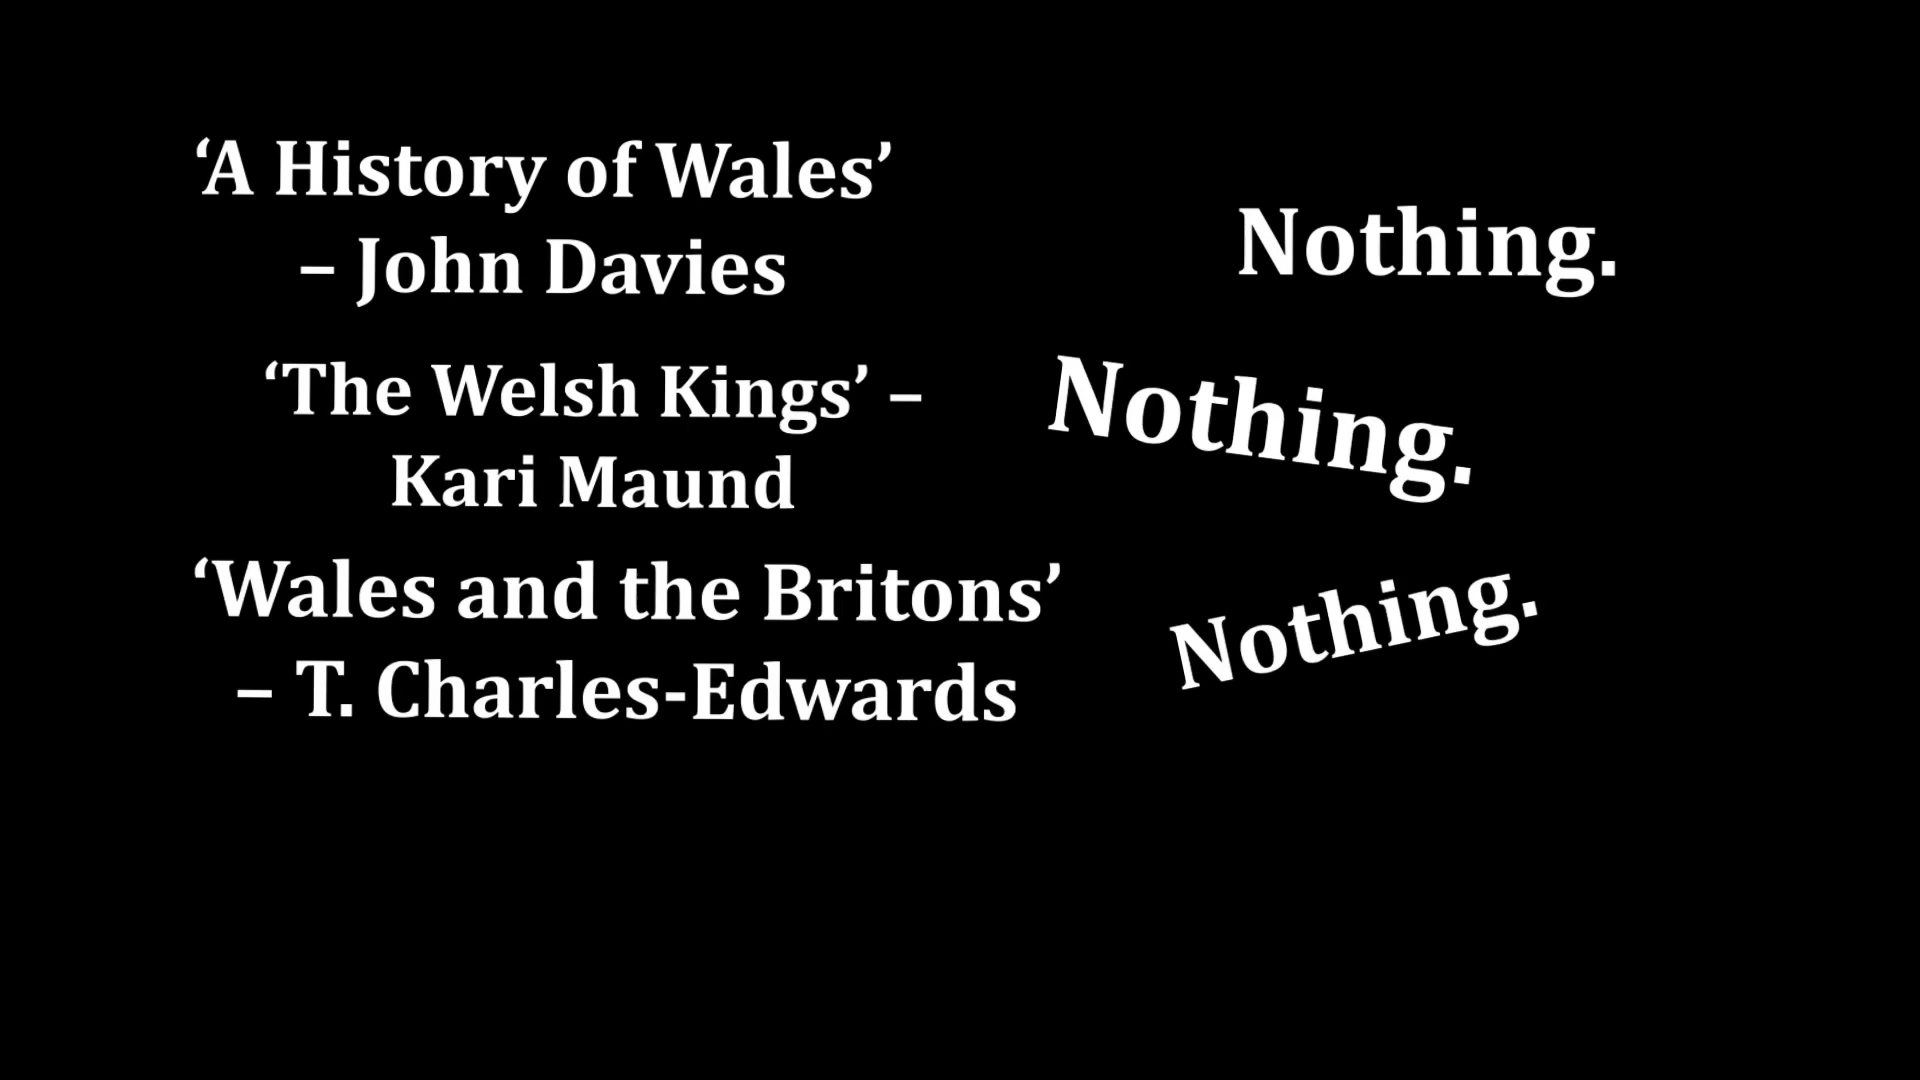 ‘A History of Wales’
– John Davies
Nothing.
‘The Welsh Kings’ –
Kari Maund
Nothing.
‘Wales and the Britons’
– T. Charles-Edwards
Nothing.